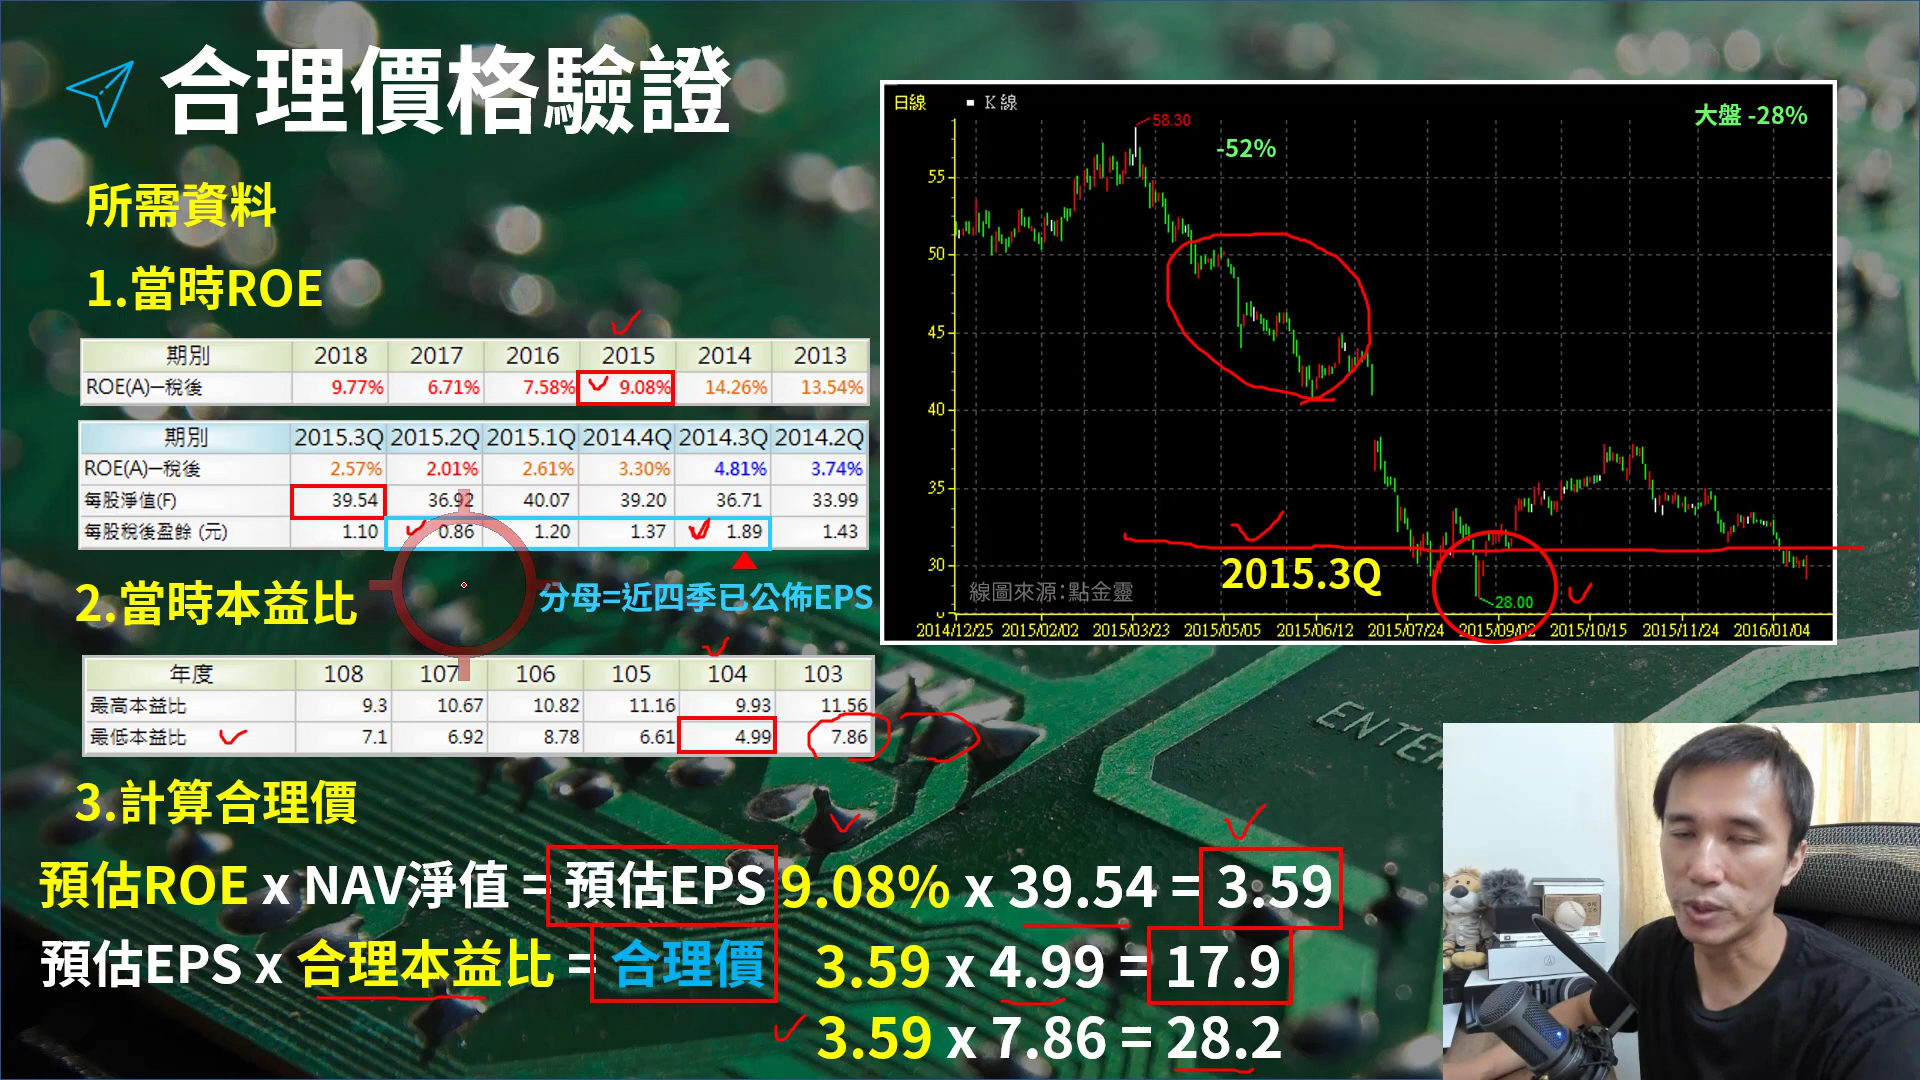 合理價格驗證
所需資料
1.當時ROE
期別 2018 2017 2016 2015 2014 2013
ROE(A)─稅後 9.77% 6.71% 7.58% 9.08% 14.26% 13.54%
期別 2015.3Q 2015.2Q 2015.1Q 2014.4Q 2014.3Q 2014.2Q
ROE(A)─稅後 2.57% 2.01% 2.61% 3.30% 4.81% 3.74%
每股淨值(F) 39.54 36.92 40.07 39.20 36.71 33.99
每股稅後盈餘 (元) 1.10 0.86 1.20 1.37 1.89 1.43
2.當時本益比
分母=近四季已公佈EPS
年度 108 107 106 105 104 103
最高本益比 9.3 10.67 10.82 11.16 9.93 11.56
最低本益比 7.1 6.92 8.78 6.61 4.99 7.86
3.計算合理價
預估ROE x NAV淨值 = 預估EPS 9.08% x 39.54 = 3.59
預估EPS x 合理本益比 = 合理價 3.59 x 4.99 = 17.9
3.59 x 7.86 = 28.2
日線 K線
大盤 -28%
58.30
-52%
55
50
45
40
35
30
2015.3Q
線圖來源:點金靈
28.00
2014/12/25 2015/02/02 2015/03/23 2015/05/05 2015/06/12 2015/07/24 2015/09/02 2015/10/15 2015/11/24 2016/01/04
ENTER